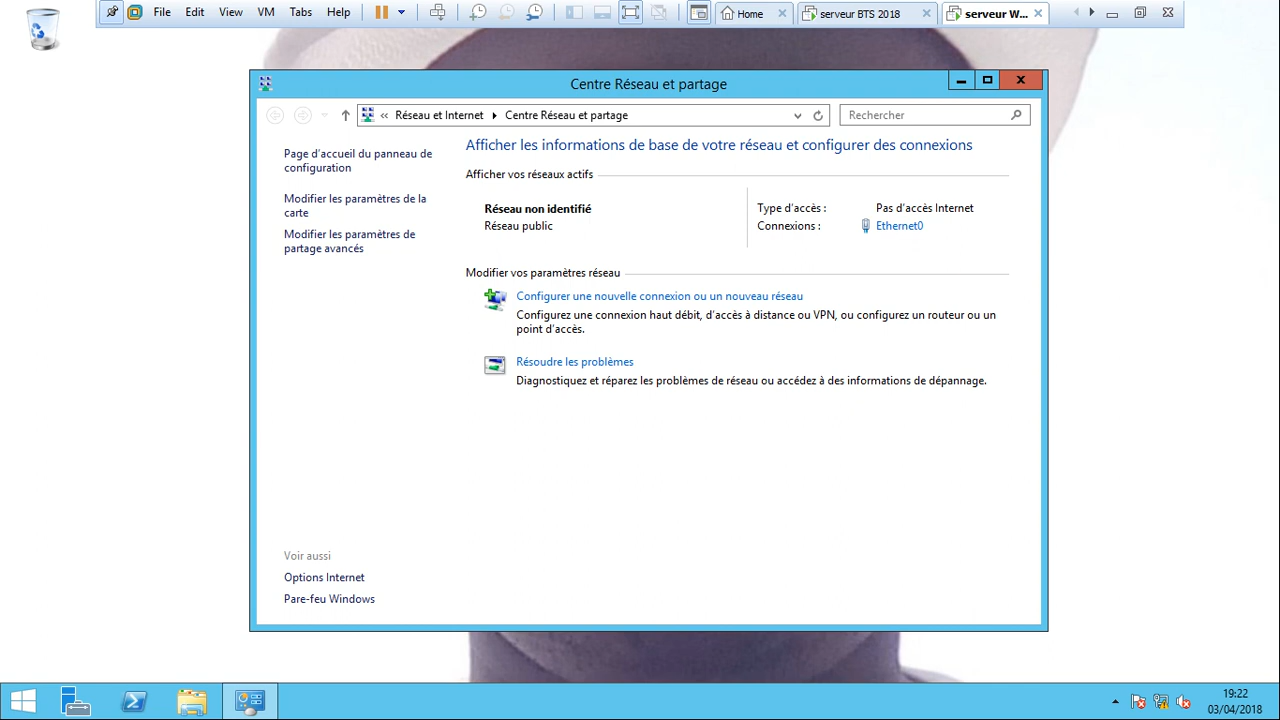 File Edit View VM Tabs Help
Home
serveur BTS 2018
serveur W...
Centre Réseau et partage
« Réseau et Internet Centre Réseau et partage
Rechercher
Page d'accueil du panneau de
configuration
Modifier les paramètres de la
carte
Modifier les paramètres de
partage avancés
Afficher les informations de base de votre réseau et configurer des connexions
Afficher vos réseaux actifs
Réseau non identifié
Réseau public
Type d'accès : Pas d'accès Internet
Connexions : Ethernet0
Modifier vos paramètres réseau
Configurer une nouvelle connexion ou un nouveau réseau
Configurez une connexion haut débit, d'accès à distance ou VPN, ou configurez un routeur ou un
point d'accès.
Résoudre les problèmes
Diagnostiquez et réparez les problèmes de réseau ou accédez à des informations de dépannage.
Voir aussi
Options Internet
Pare-feu Windows
19:22
03/04/2018